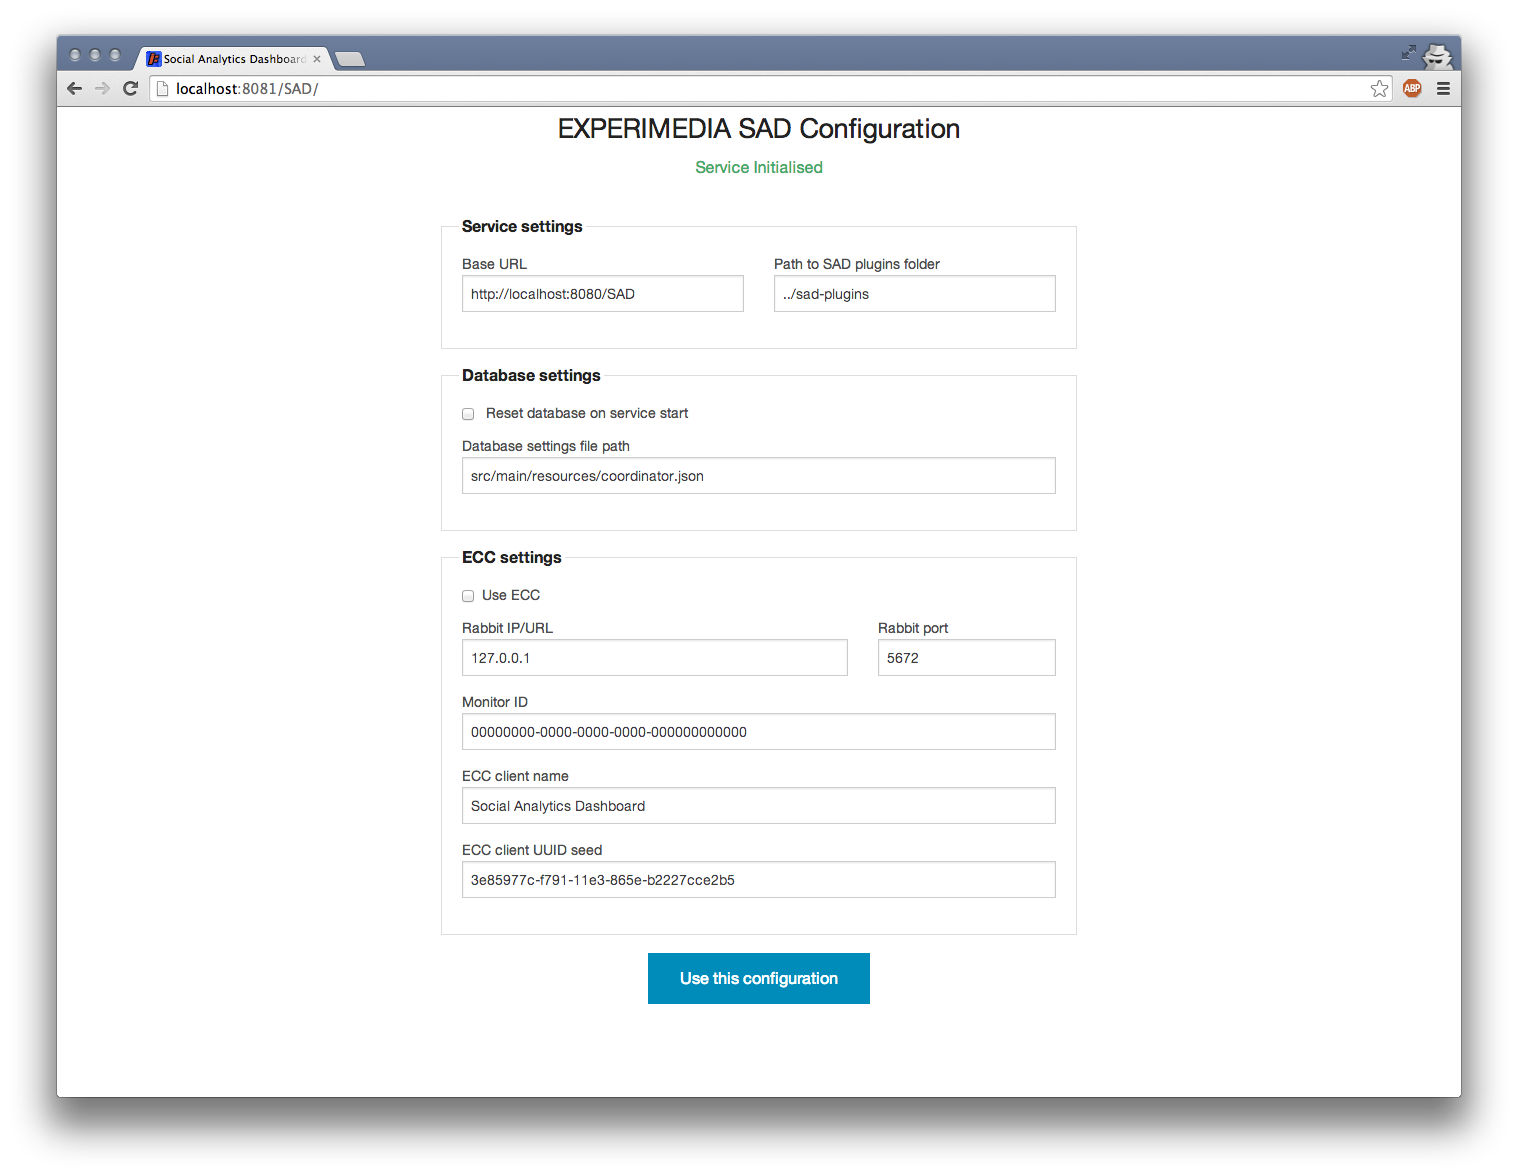 Social Analytics Dashboard
localhost:8081/SAD/
ABP
EXPERIMEDIA SAD Configuration
Service Initialised
Service settings
Base URL
Path to SAD plugins folder
http://localhost:8080/SAD
../sad-plugins
Database settings
Reset database on service start
Database settings file path
src/main/resources/coordinator.json
ECC settings
Use ECC
Rabbit IP/URL
Rabbit port
127.0.0.1
5672
Monitor ID
00000000-0000-0000-0000-000000000000
ECC client name
Social Analytics Dashboard
ECC client UUID seed
3e85977c-f791-11e3-865e-b2227cce2b5
Use this configuration